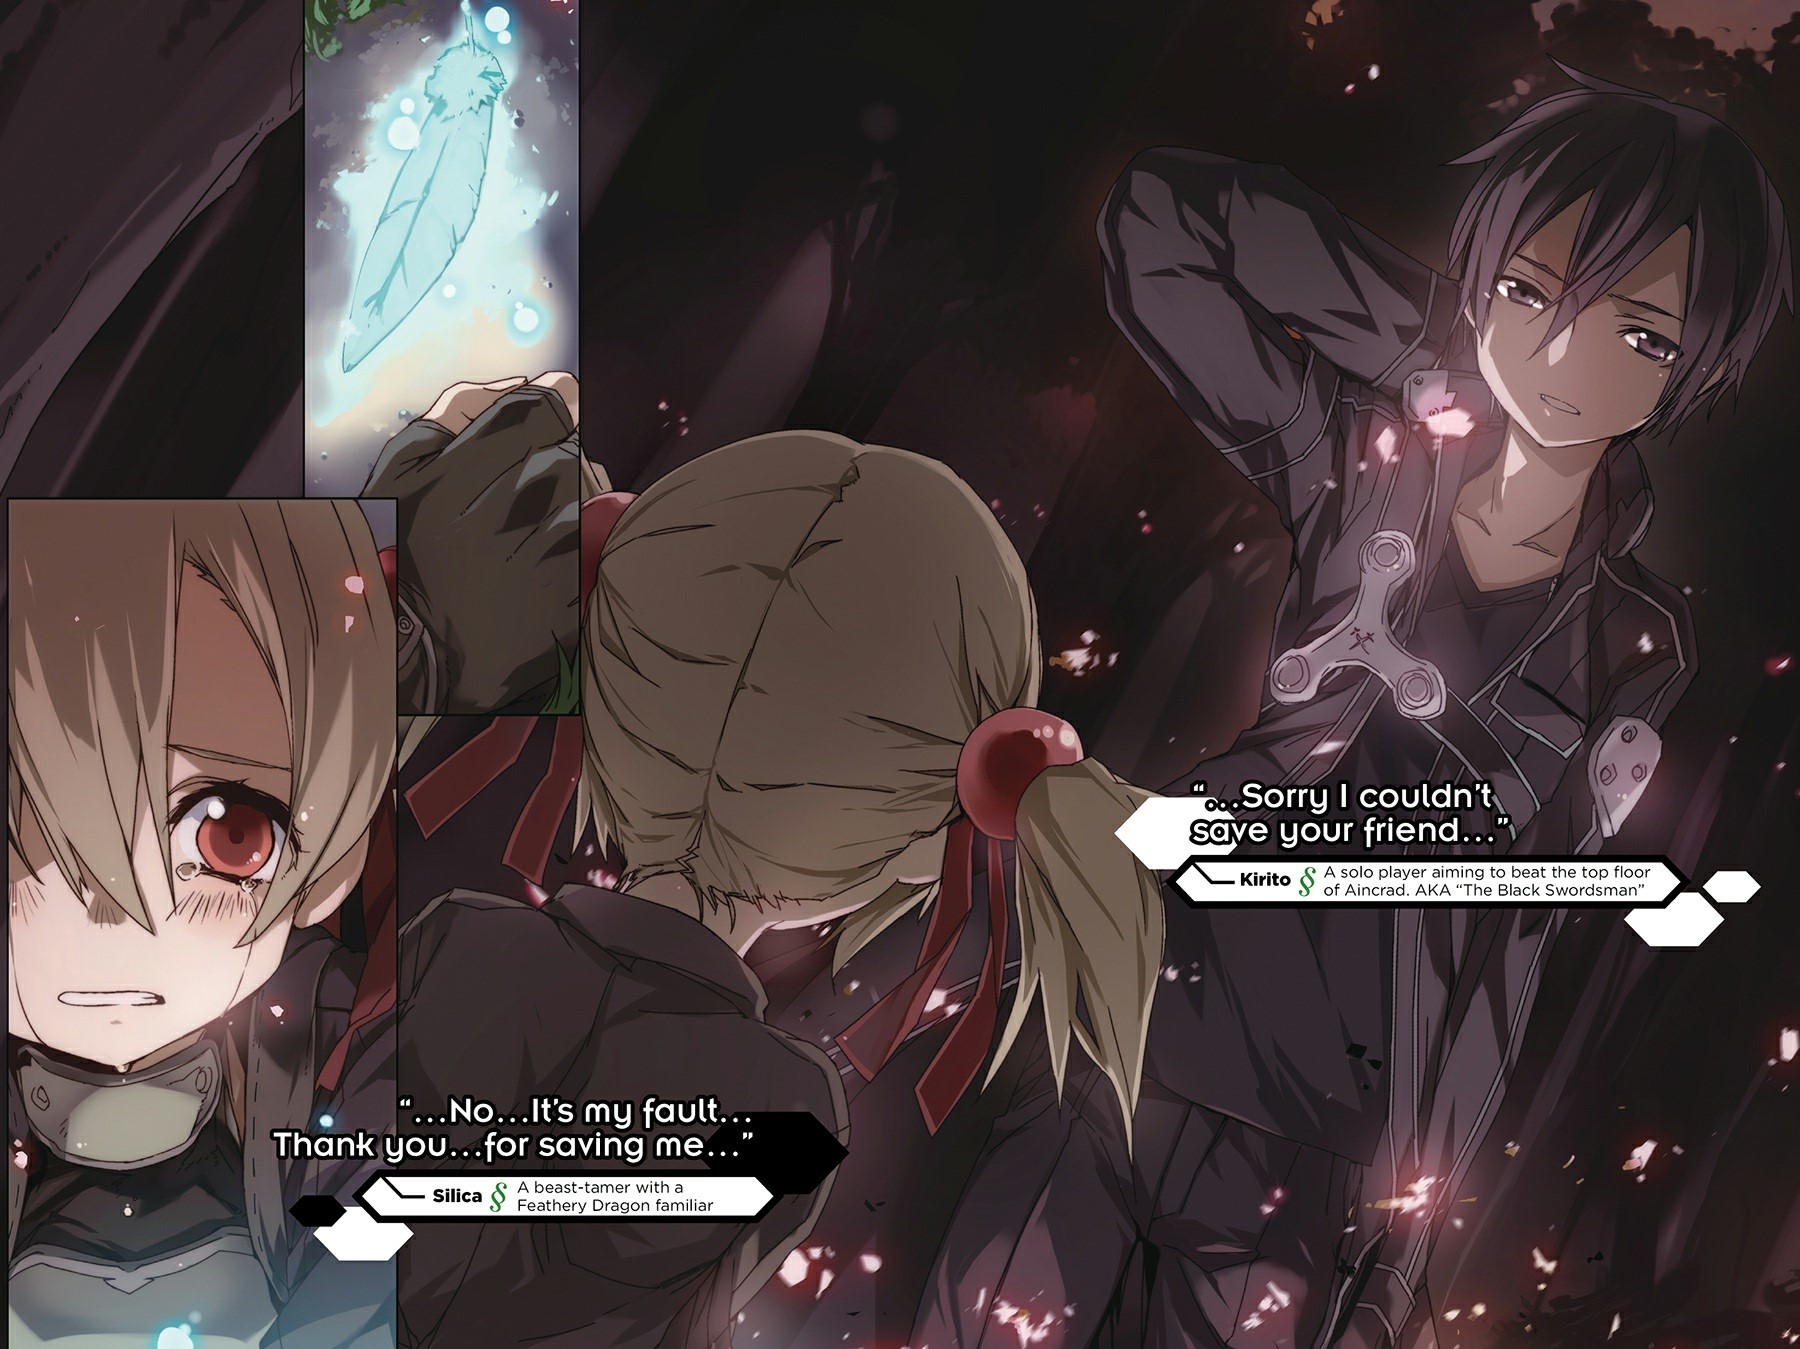 “...Sorry I couldn’t
save your friend...”
Kirito § A solo player aiming to beat the top floor
of Aincrad. AKA “The Black Swordsman”
“...No...It’s my fault...
Thank you...for saving me...”
Silica § A beast-tamer with a
Feathery Dragon familiar